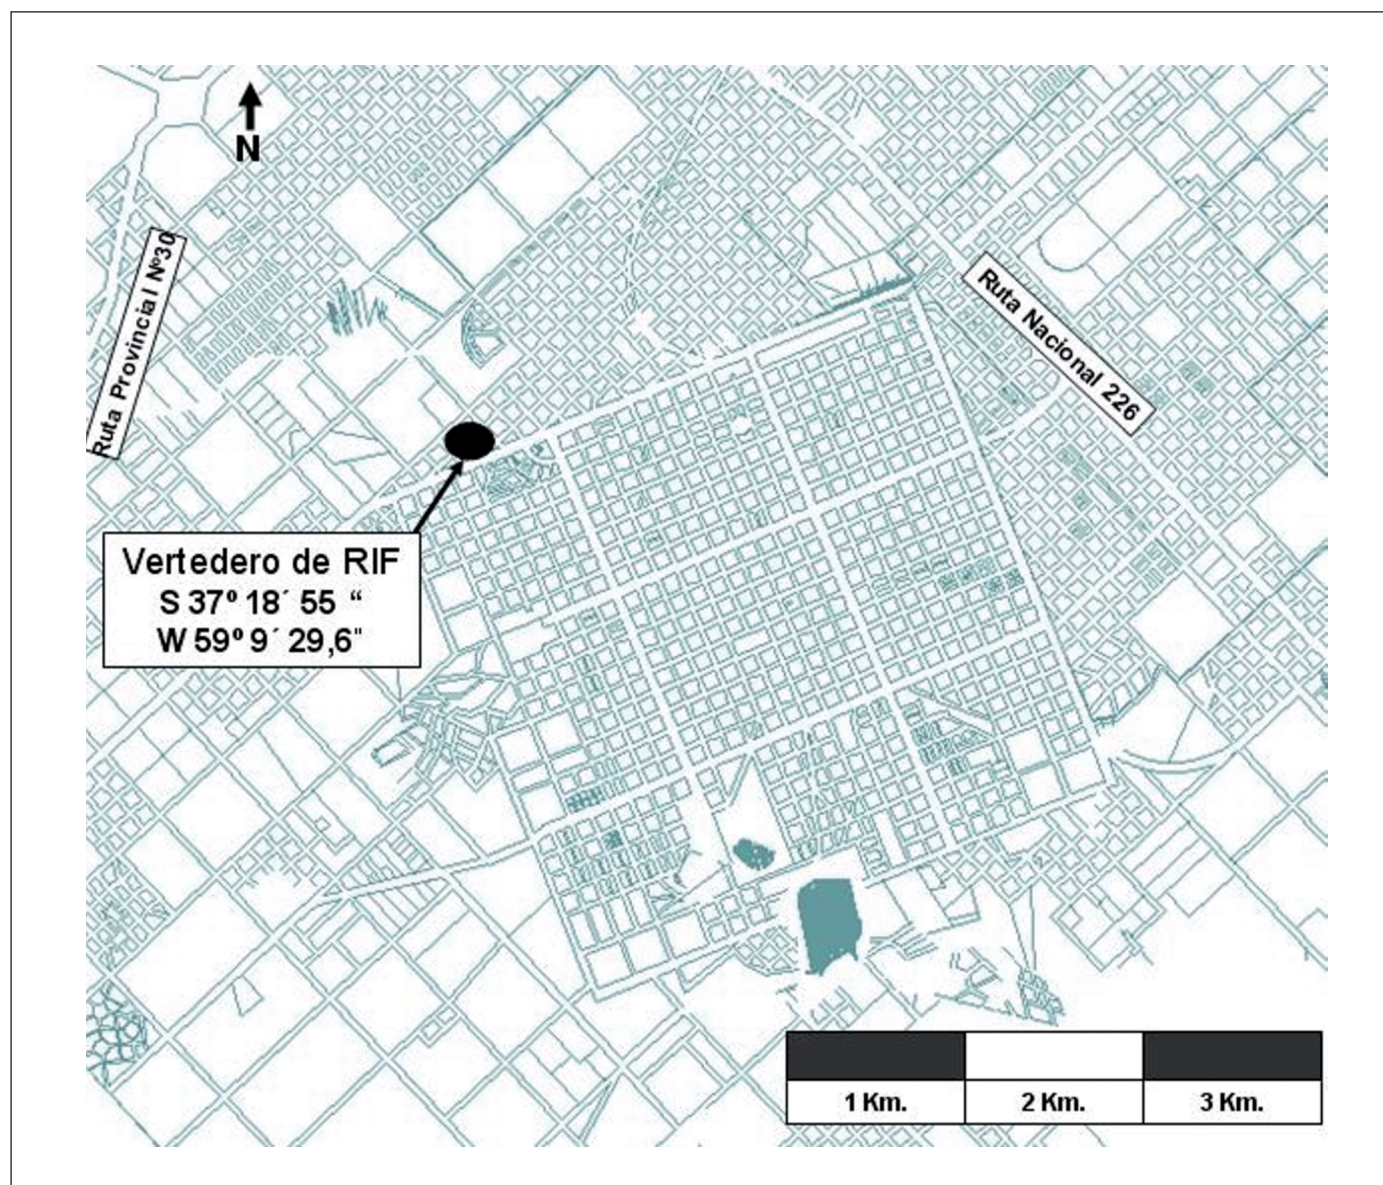 N
Ruta Provincial Nº30
Ruta Nacional 226
Vertedero de RIF
S 37º 18´ 55 “
W 59º 9´ 29,6"
1 Km.
2 Km.
3 Km.